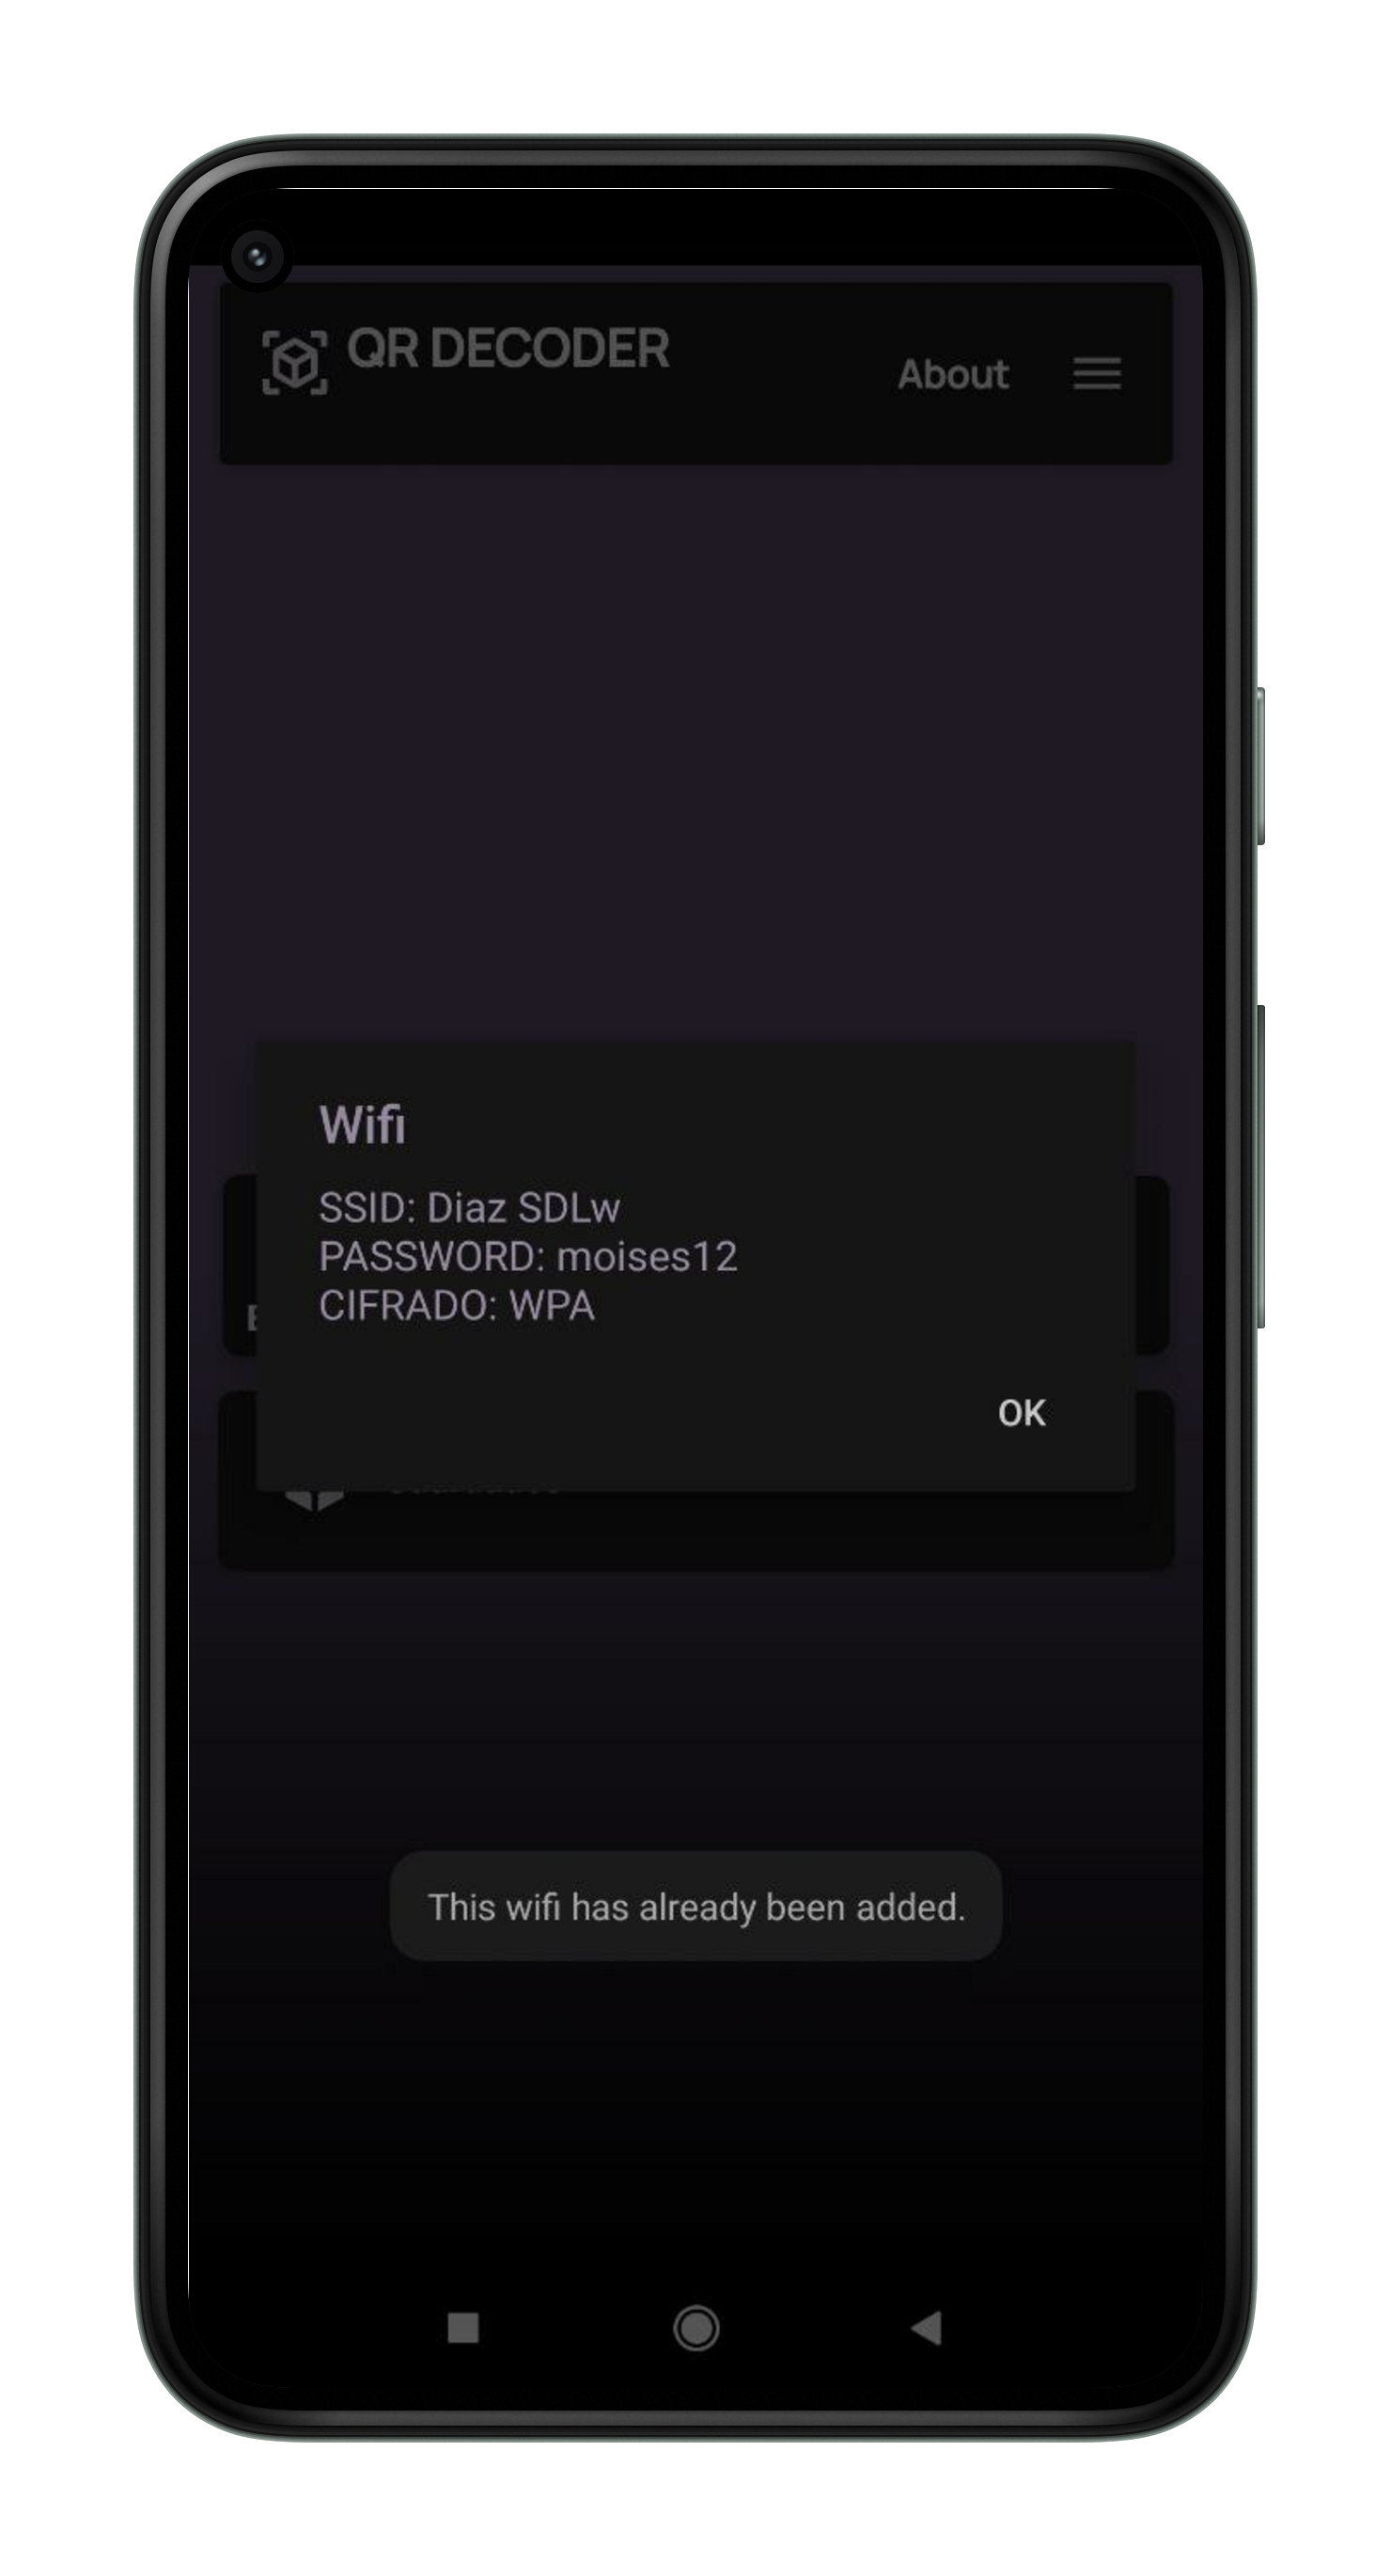 QR DECODER
About
Wifi
SSID: Diaz SDLw
PASSWORD: moises12
CIFRADO: WPA
OK
This wifi has already been added.